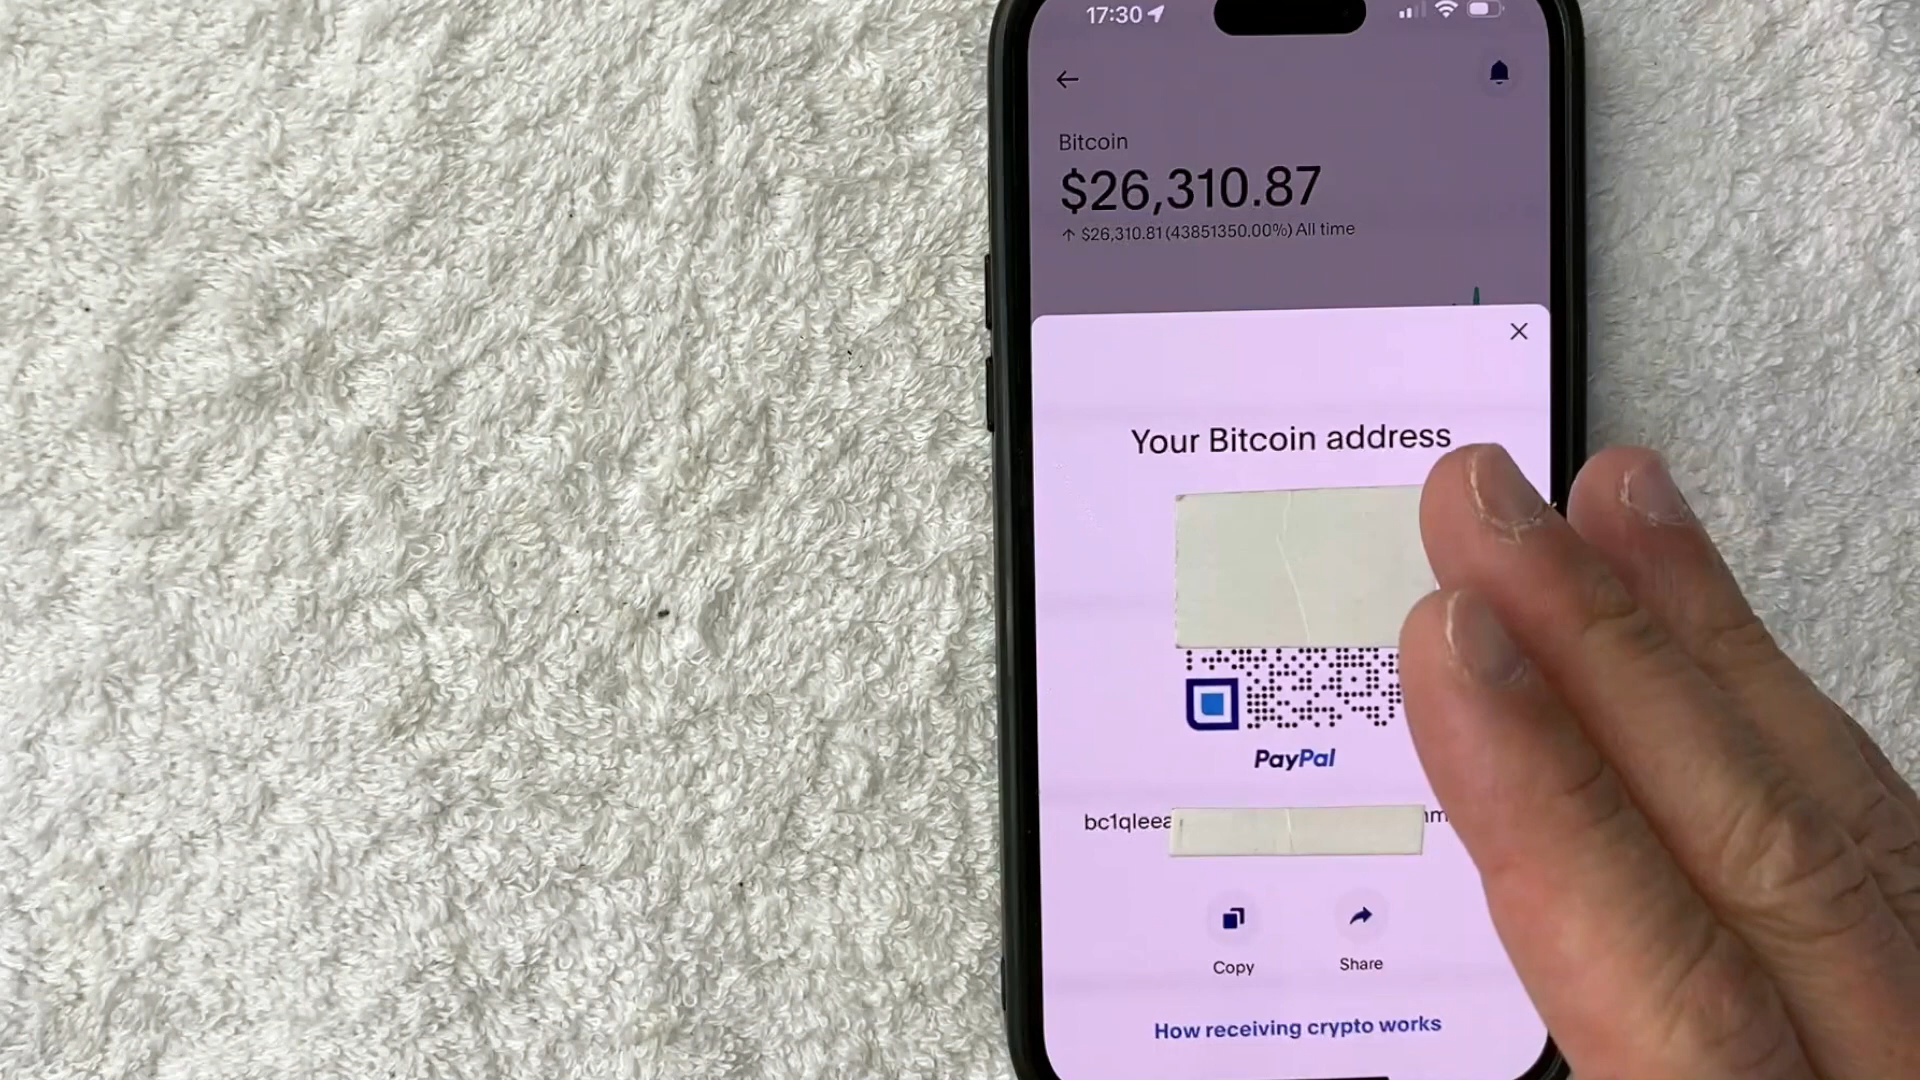 17:30
Bitcoin
$26,310.87
↑ $26,310.81 (43851350.00%) All time
Your Bitcoin address
PayPal
bc1qleea
Copy
Share
How receiving crypto works